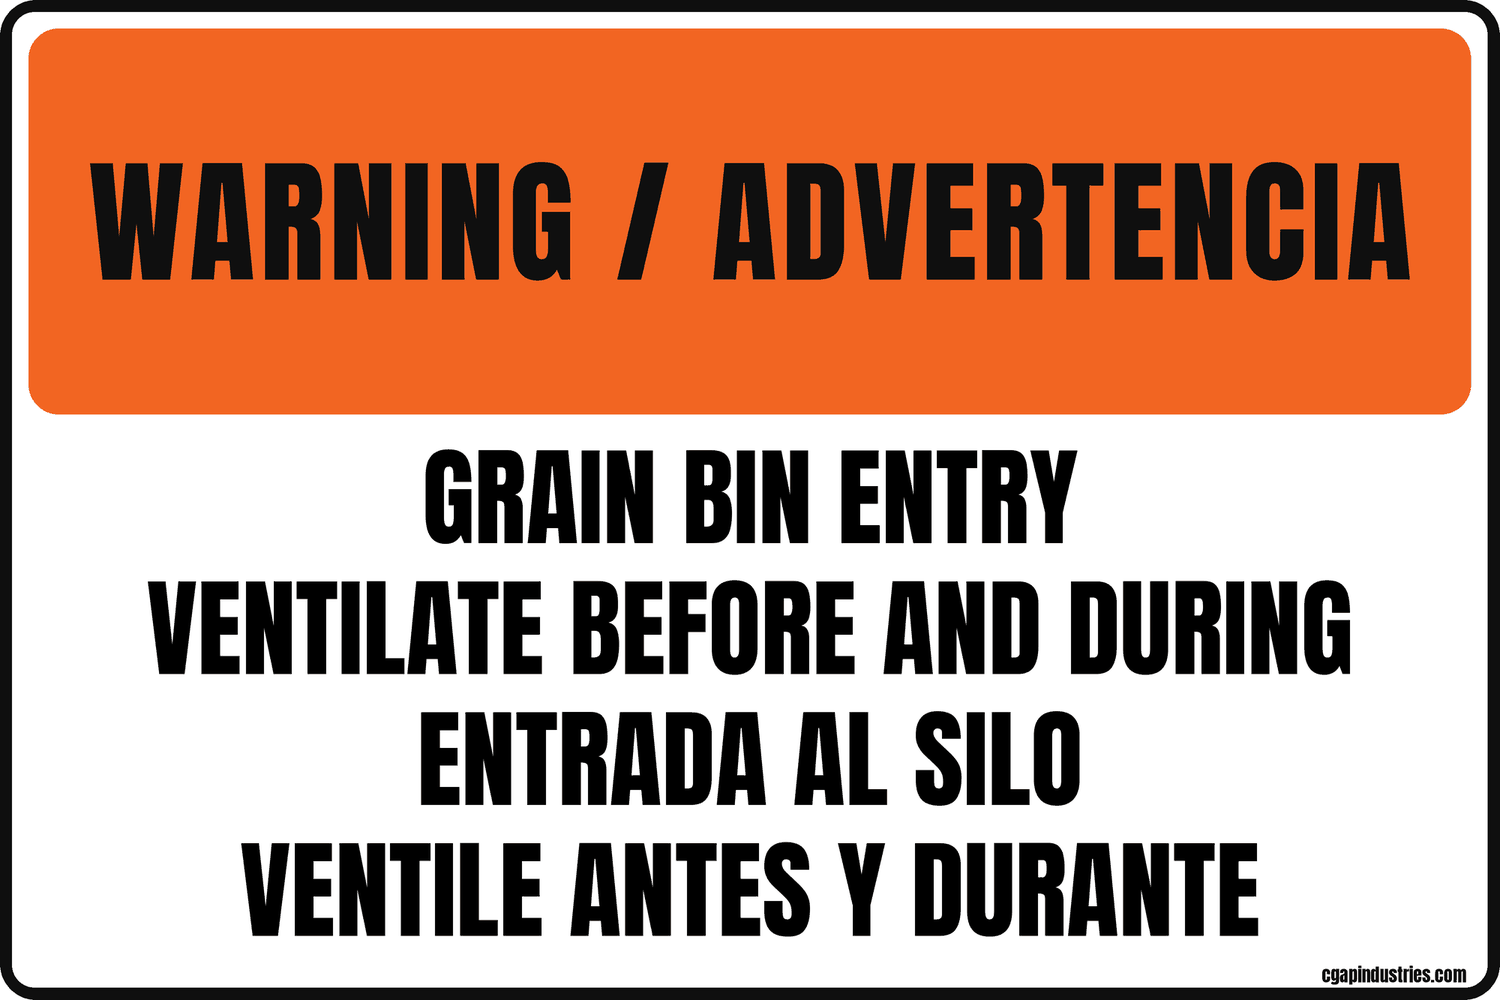 WARNING / ADVERTENCIA
GRAIN BIN ENTRY
VENTILATE BEFORE AND DURING
ENTRADA AL SILO
VENTILE ANTES Y DURANTE
cgapindustries.com